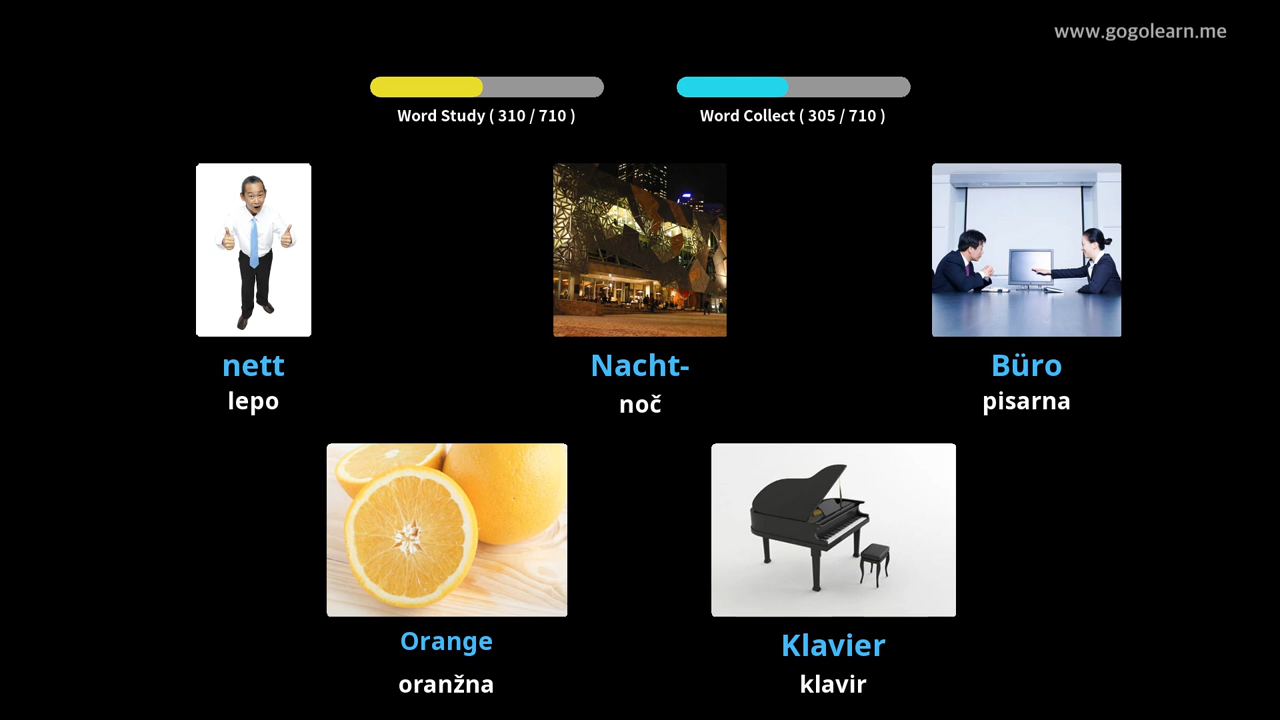 www.gogolearn.me
Word Study ( 310 / 710 )
Word Collect ( 305 / 710 )
nett
lepo
Nacht-
noč
Büro
pisarna
Orange
oranžna
Klavier
klavir